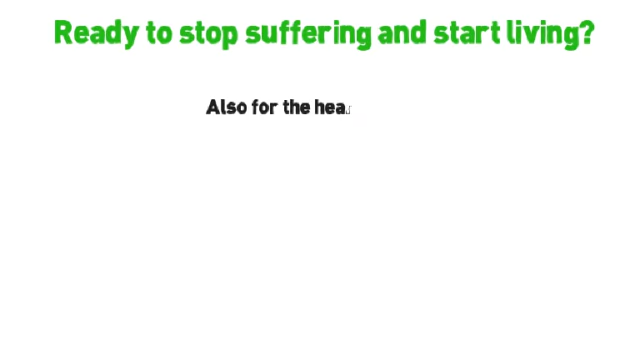 Ready to stop suffering and start living?
Also for the hea